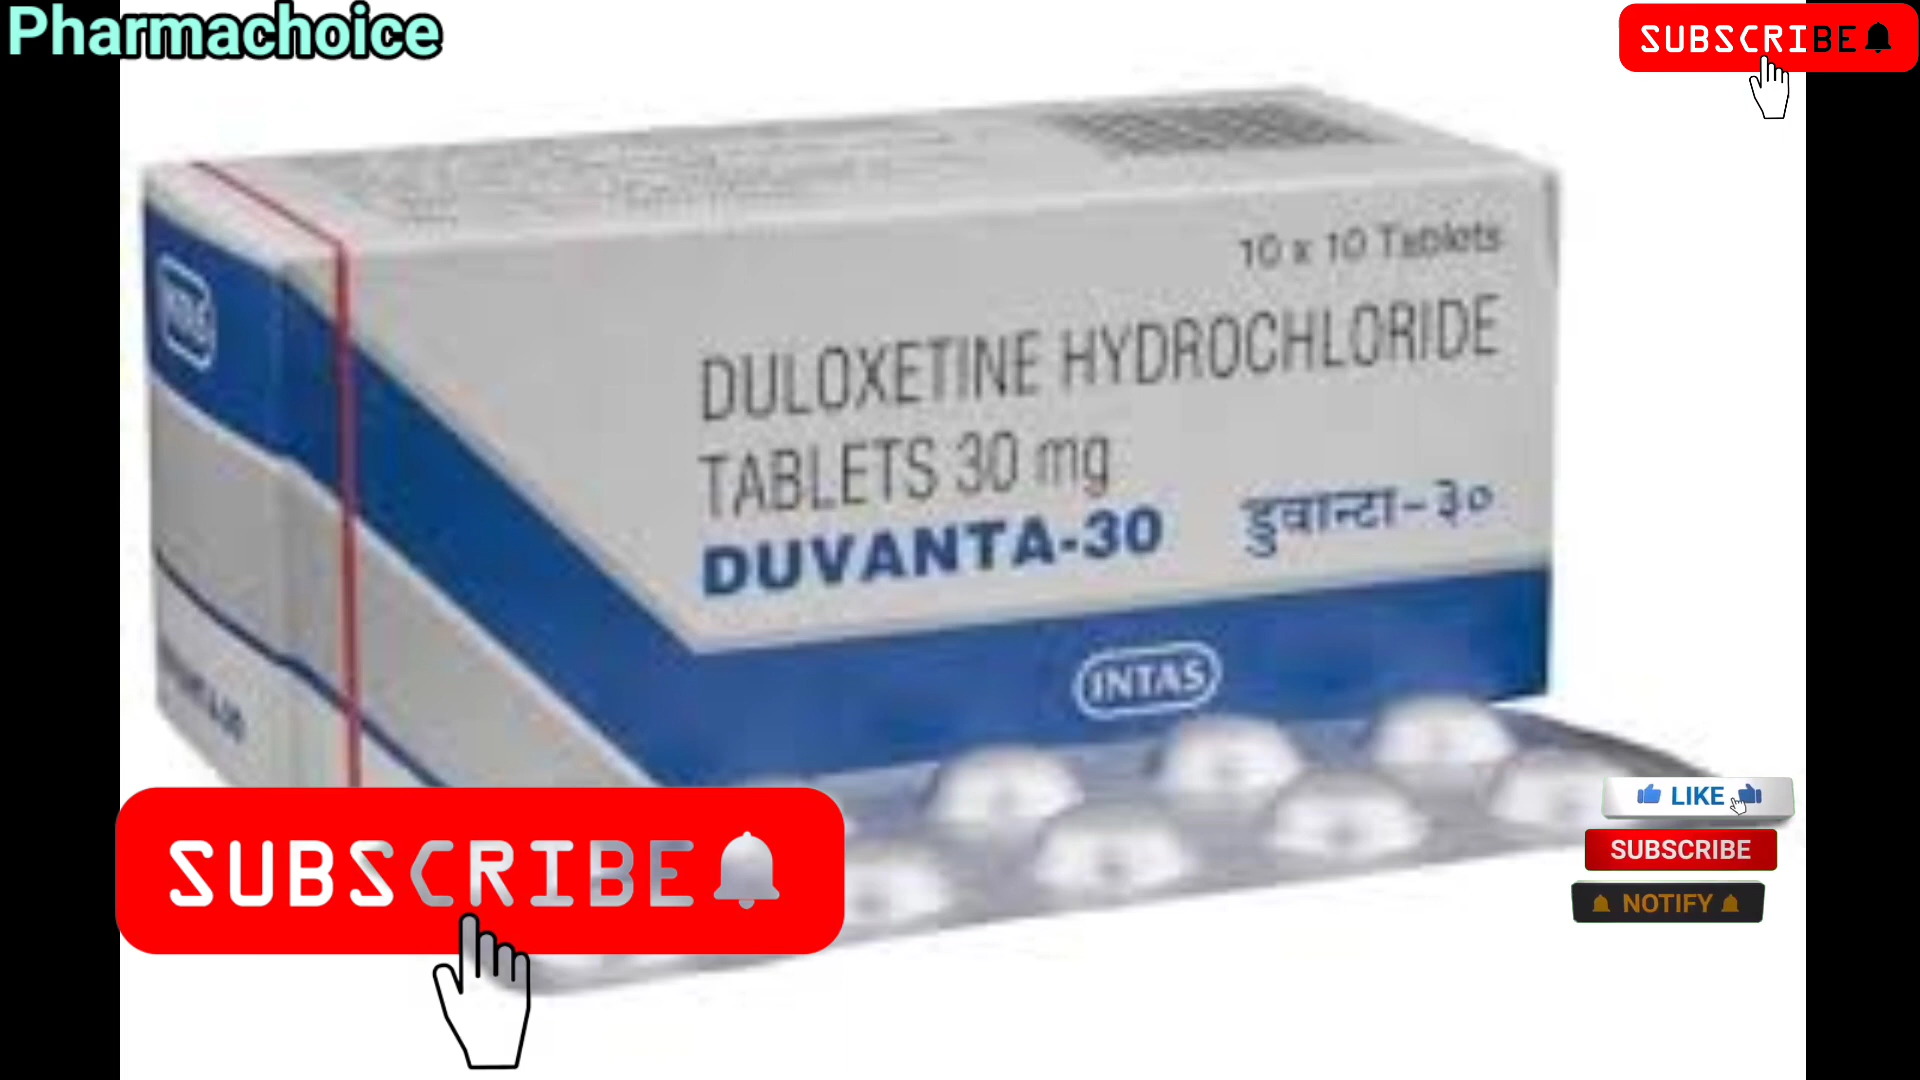 Pharmachoice
SUBSCRIBE
10 x 10 Tablets
DULOXETINE HYDROCHLORIDE
TABLETS 30 mg
DUVANTA-30 डुवान्टा-३०
INTAS
LIKE
SUBSCRIBE
SUBSCRIBE
NOTIFY